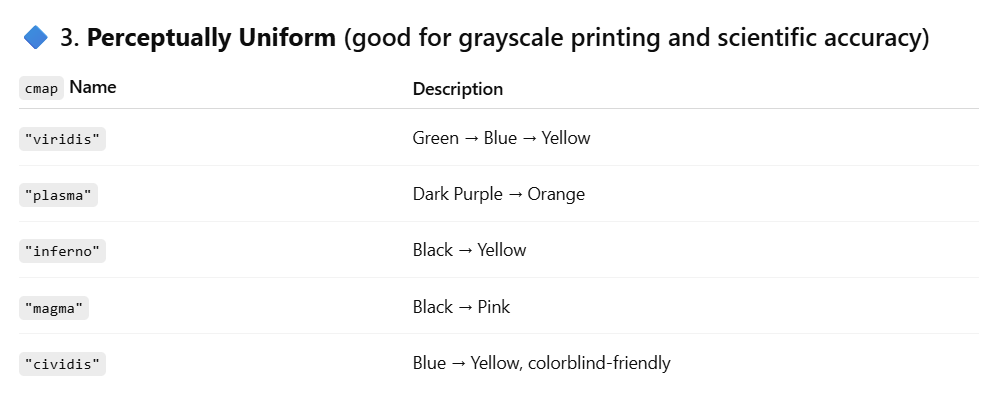 3. Perceptually Uniform (good for grayscale printing and scientific accuracy)
cmap Name Description
"viridis" Green → Blue → Yellow
"plasma" Dark Purple → Orange
"inferno" Black → Yellow
"magma" Black → Pink
"cividis" Blue → Yellow, colorblind-friendly